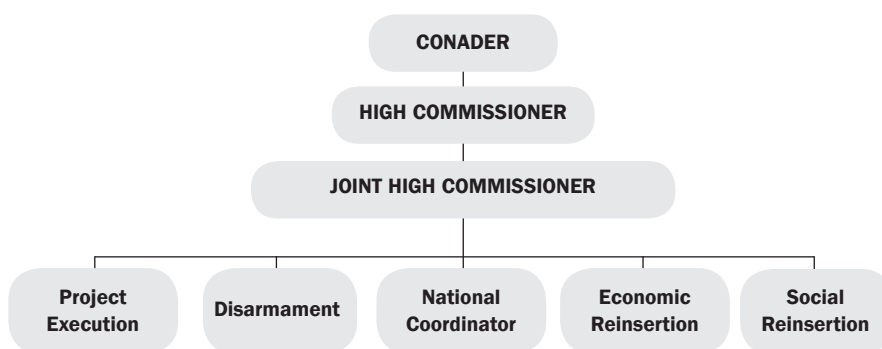 CONADER
HIGH COMMISSIONER
JOINT HIGH COMMISSIONER
Project
Execution
Disarmament
National
Coordinator
Economic
Reinsertion
Social
Reinsertion